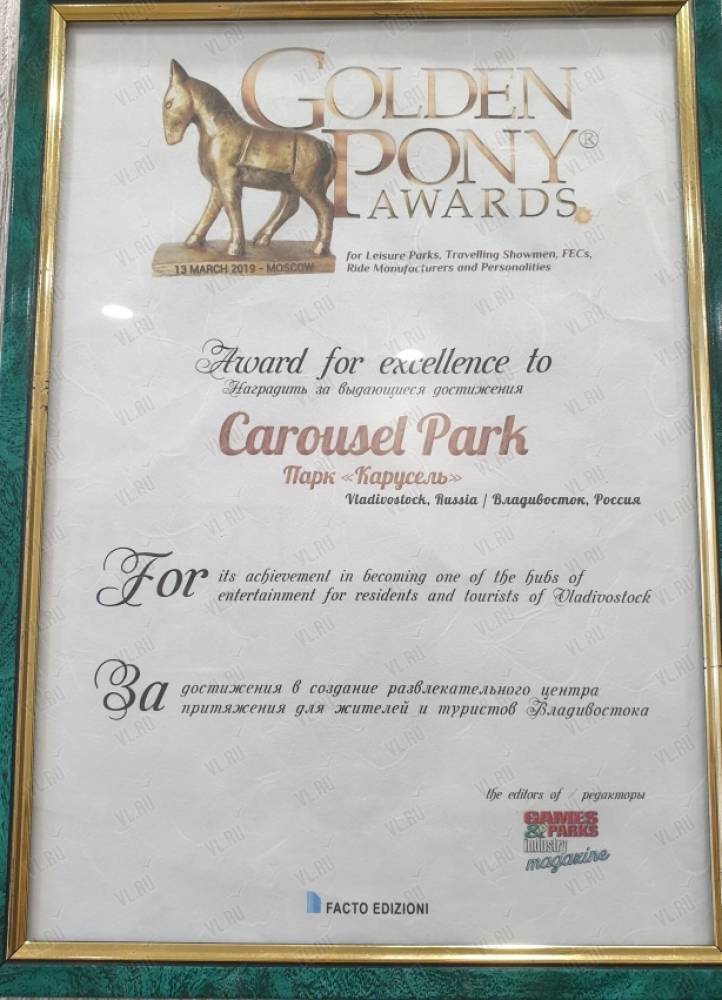 GOLDEN
PONY®
AWARDS
13 MARCH 2019 - MOSCOW
for Leisure Parks, Travelling Showmen, FECs,
Ride Manufacturers and Personalities
Award for excellence to
Наградить за выдающиеся достижения
Carousel Park
Парк «Карусель»
Vladivostock, Russia / Владивосток, Россия
For its achievement in becoming one of the hubs of
entertainment for residents and tourists of Vladivostock
За достижения в создание развлекательного центра
притяжения для жителей и туристов Владивостока
the editors of / редакторы
GAMES
& PARKS
industry
magazine
FACTO EDIZIONI
VL.RU